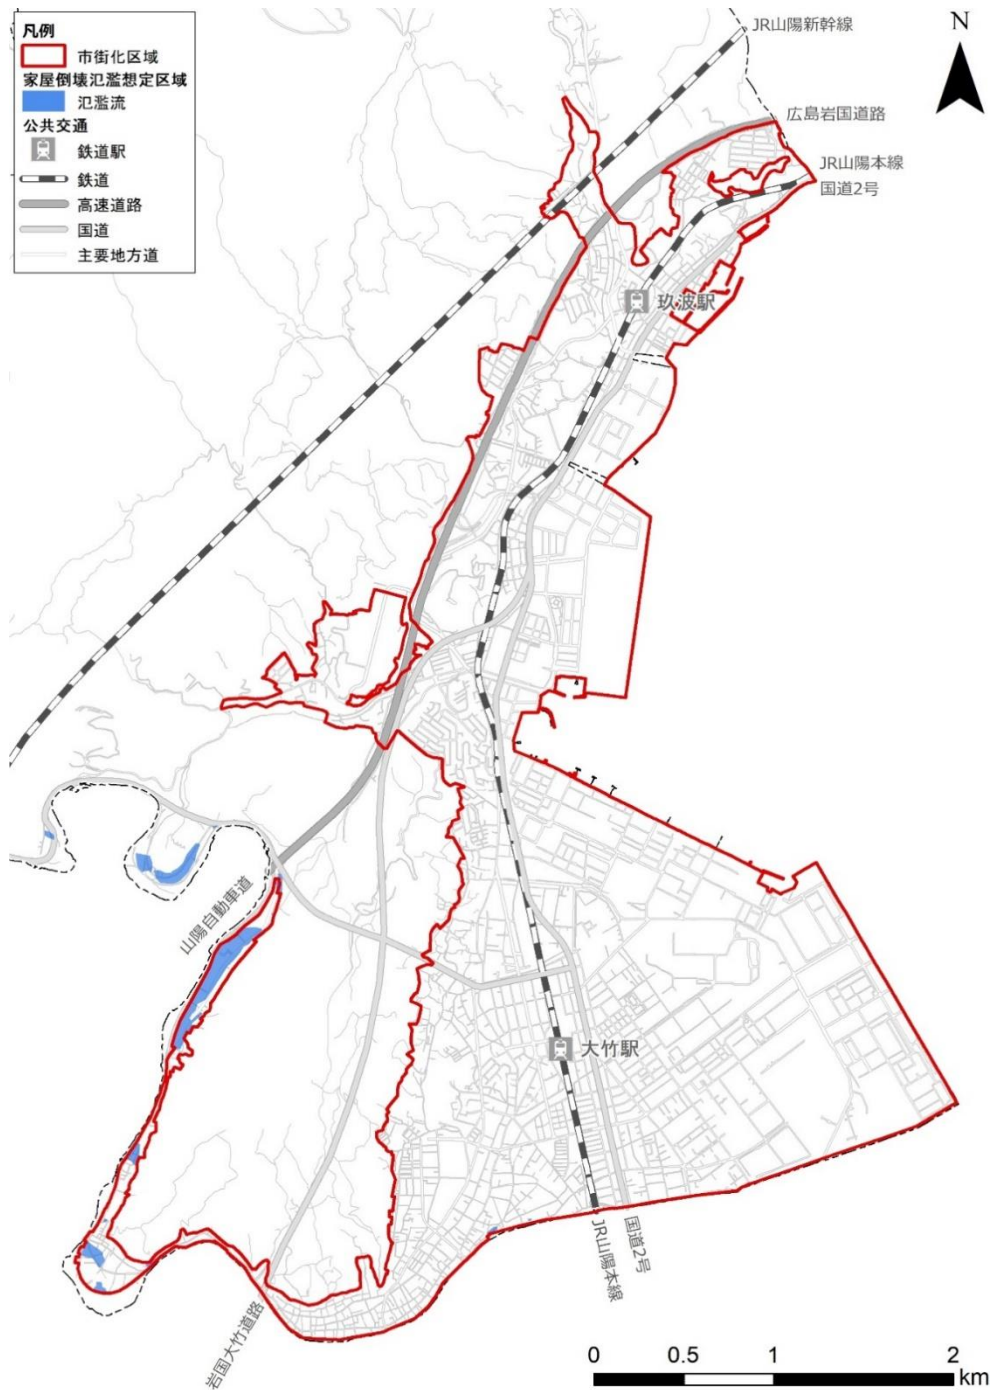 凡例
市街化区域
家屋倒壊氾濫想定区域
氾濫流
公共交通
鉄道駅
鉄道
高速道路
国道
主要地方道
JR山陽新幹線
N
広島岩国道路
JR山陽本線
国道2号
玖波駅
山陽自動車道
大竹駅
JR山陽本線
国道2号
岩国大竹道路
0 0.5 1 2
km